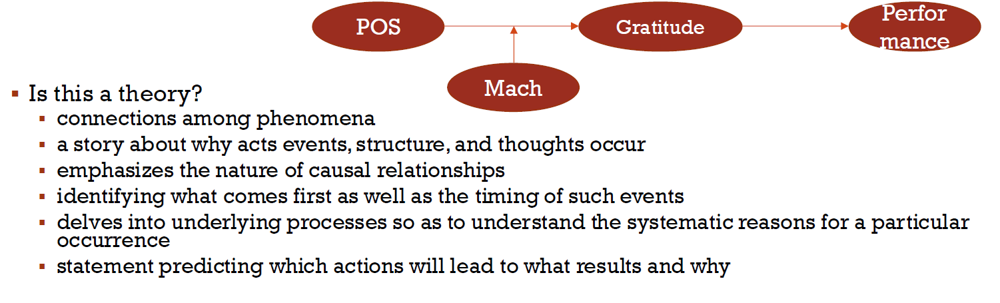 POS
Gratitude
Perfor
mance
Mach
▪ Is this a theory?
▪ connections among phenomena
▪ a story about why acts events, structure, and thoughts occur
▪ emphasizes the nature of causal relationships
▪ identifying what comes first as well as the timing of such events
▪ delves into underlying processes so as to understand the systematic reasons for a particular
occurrence
▪ statement predicting which actions will lead to what results and why